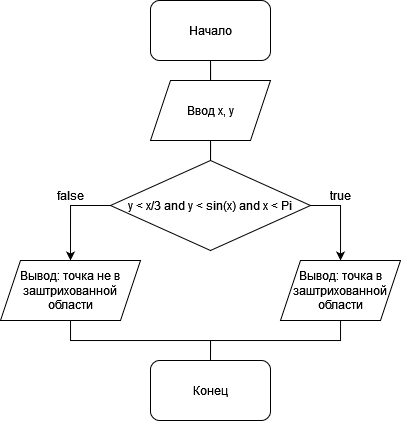 Начало
Ввод x, y
false
true
y < x/3 and y < sin(x) and x < Pi
Вывод: точка не в
заштрихованной
области
Вывод: точка в
заштрихованной
области
Конец